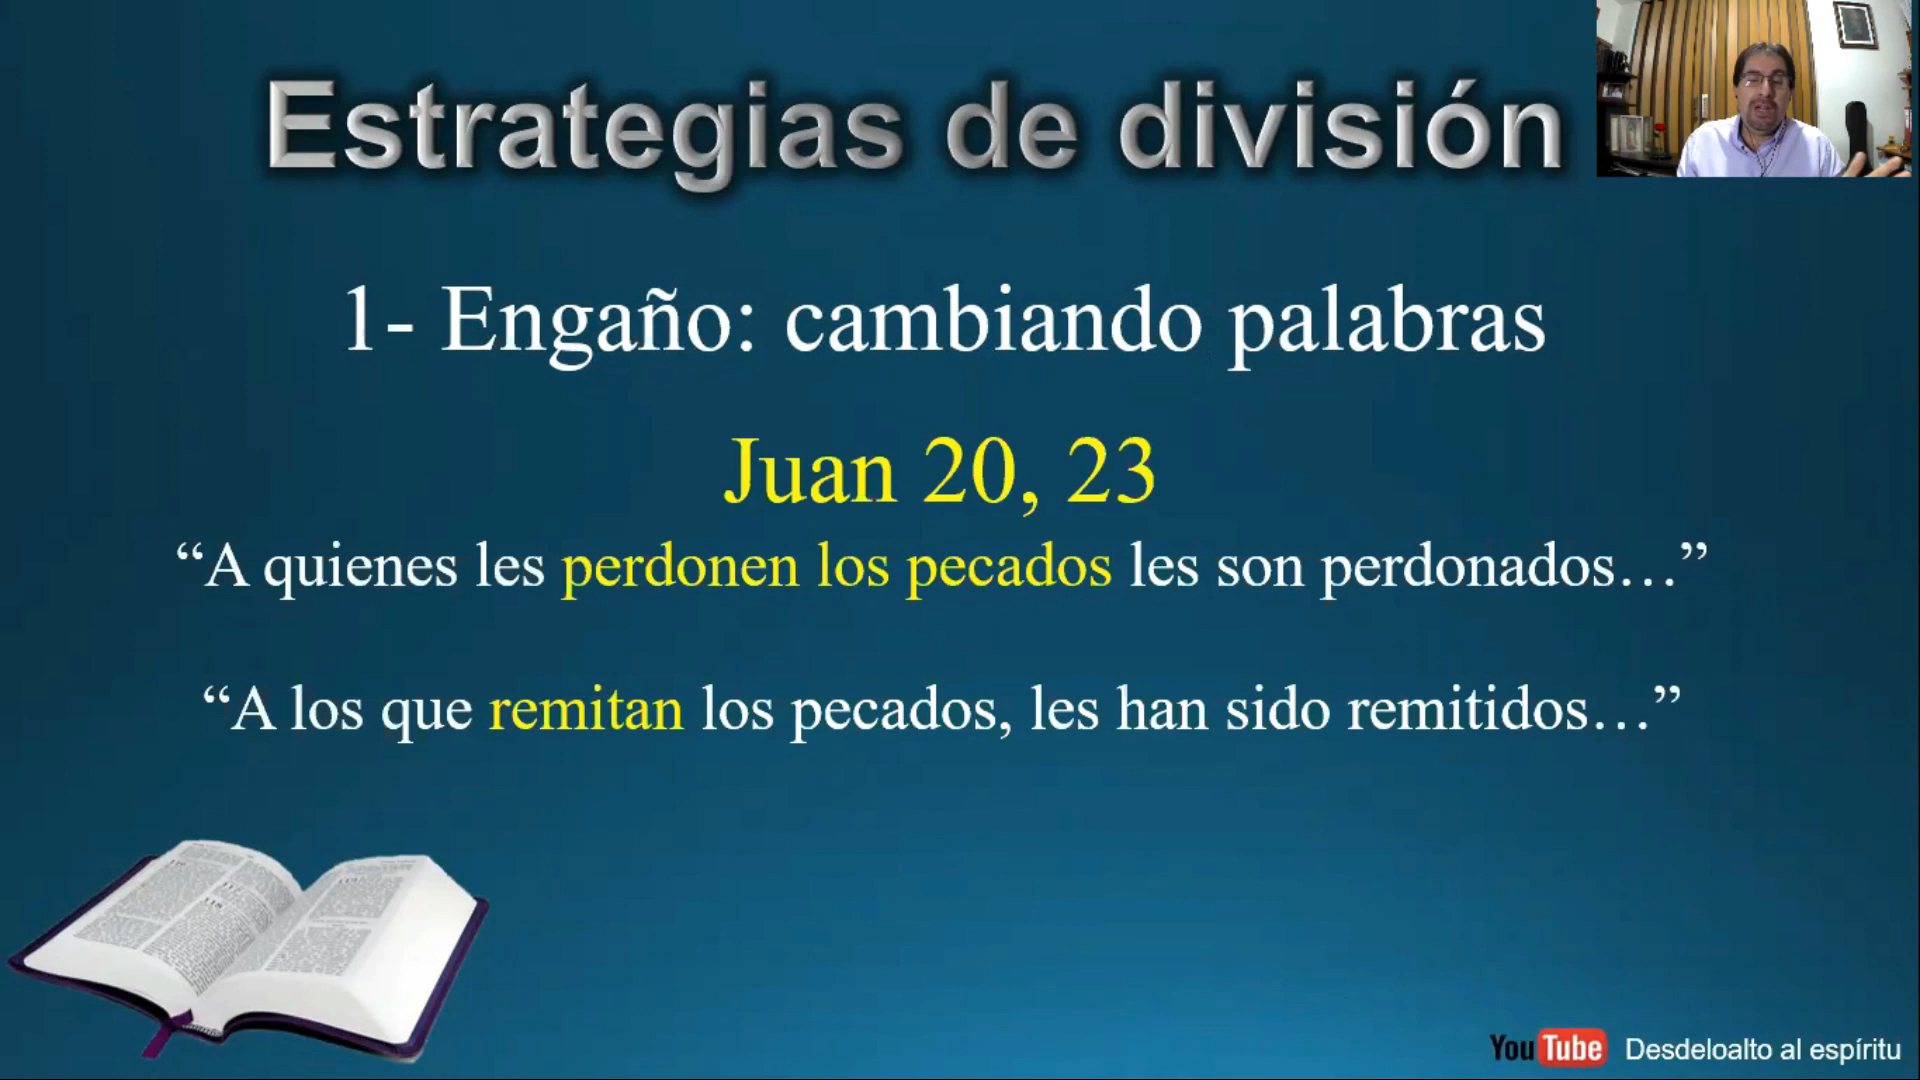 Estrategias de división
1- Engaño: cambiando palabras
Juan 20, 23
“A quienes les perdonen los pecados les son perdonados…”
“A los que remitan los pecados, les han sido remitidos…”
YouTube Desdeloalto al espíritu